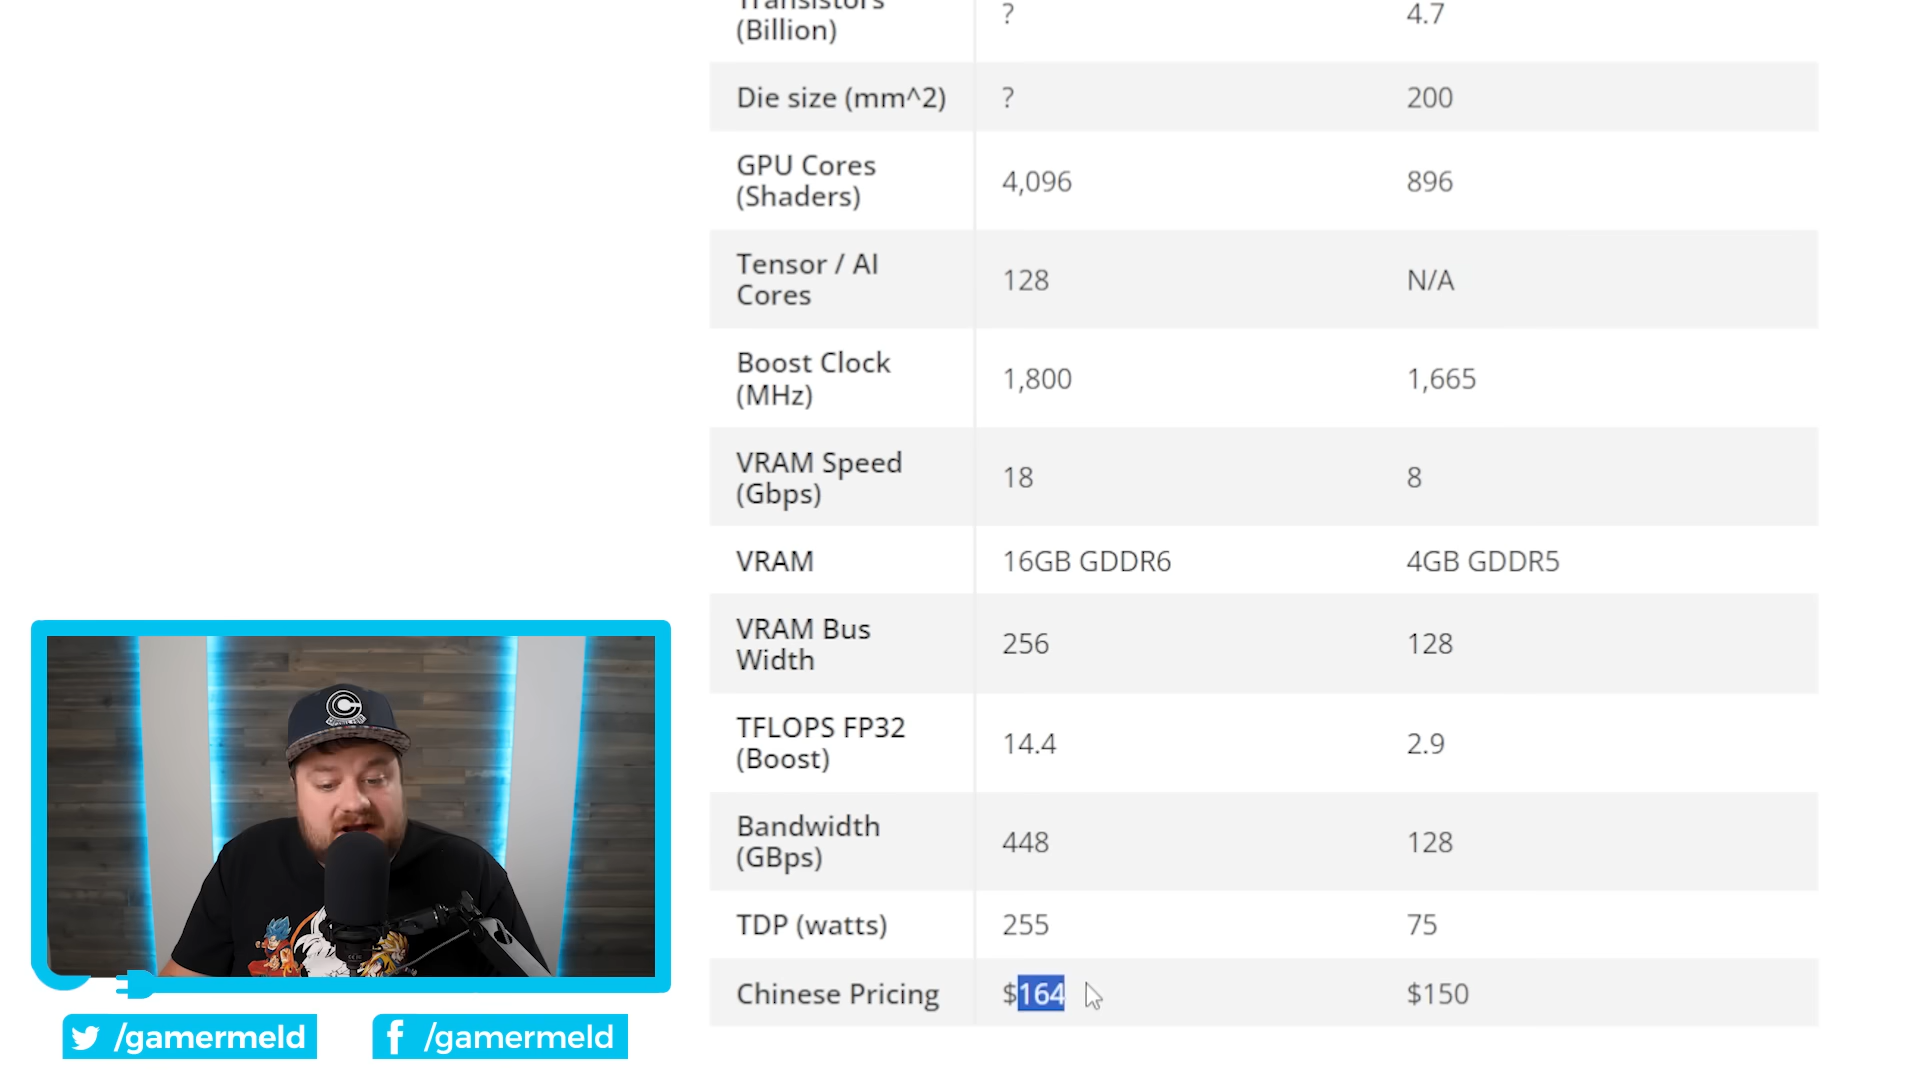 Transistors ? 4.7
(Billion)
Die size (mm^2) ? 200
GPU Cores
(Shaders) 4,096 896
Tensor / AI
Cores 128 N/A
Boost Clock
(MHz) 1,800 1,665
VRAM Speed
(Gbps) 18 8
VRAM 16GB GDDR6 4GB GDDR5
VRAM Bus
Width 256 128
TFLOPS FP32
(Boost) 14.4 2.9
Bandwidth
(GBps) 448 128
TDP (watts) 255 75
Chinese Pricing $164 $150
/gamermeld /gamermeld